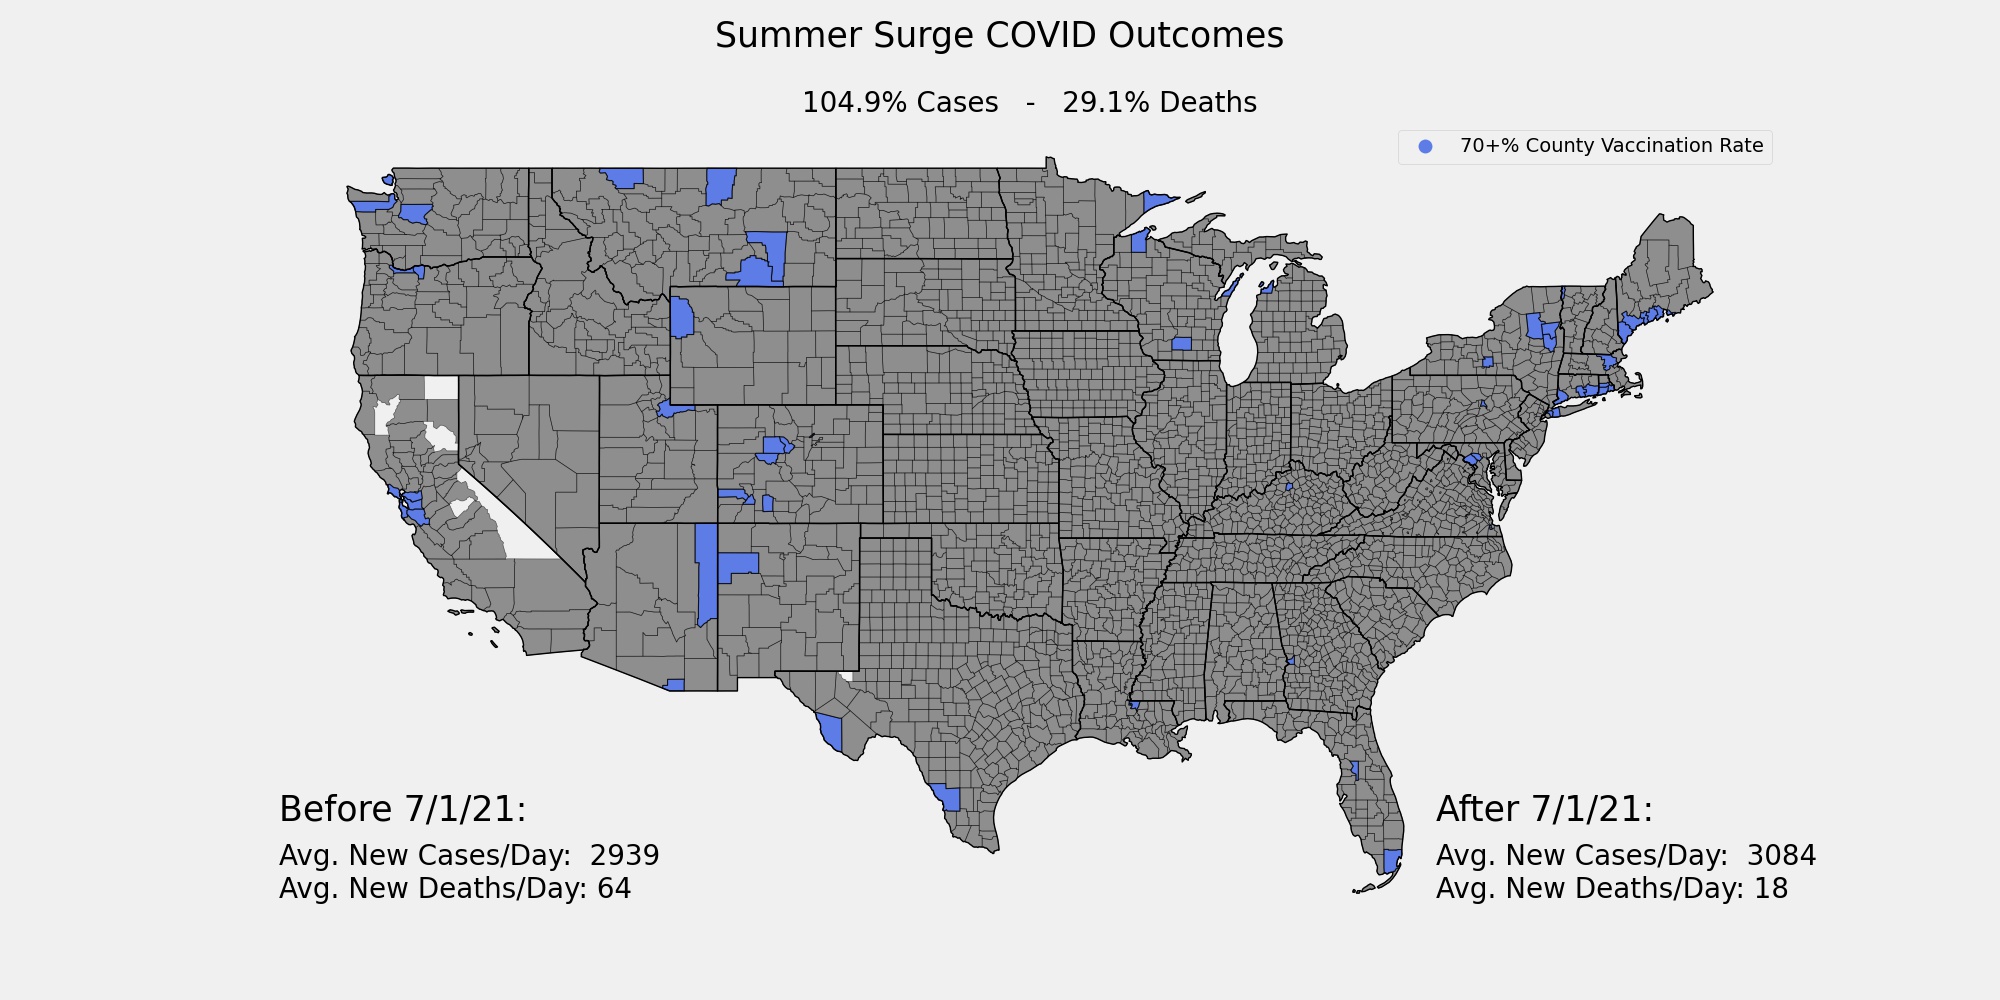 Summer Surge COVID Outcomes
104.9% Cases - 29.1% Deaths
70+% County Vaccination Rate
Before 7/1/21:
Avg. New Cases/Day: 2939
Avg. New Deaths/Day: 64
After 7/1/21:
Avg. New Cases/Day: 3084
Avg. New Deaths/Day: 18